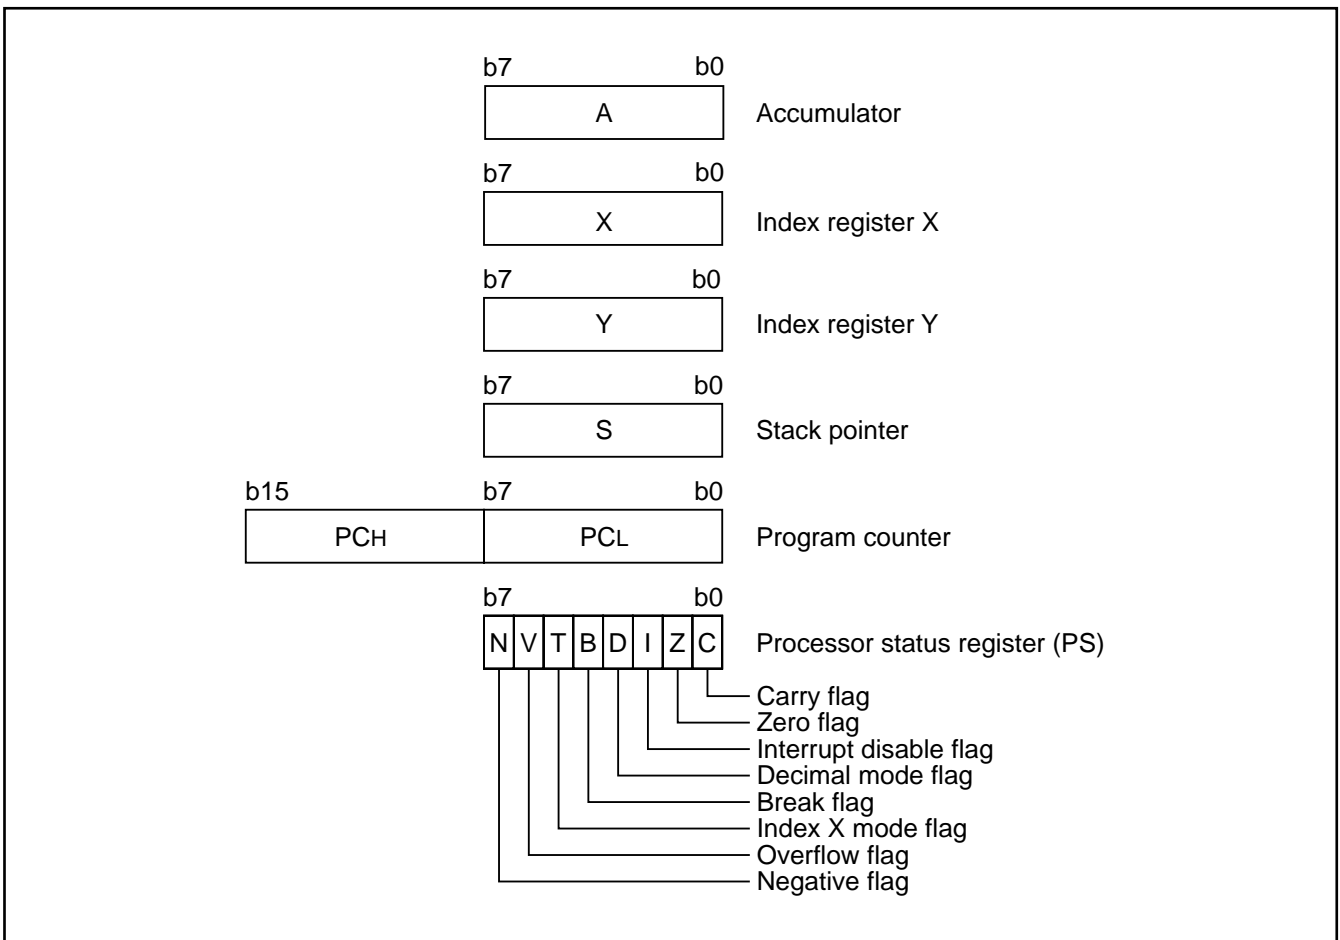 b7 b0
A Accumulator
b7 b0
X Index register X
b7 b0
Y Index register Y
b7 b0
S Stack pointer
b15 b7 b0
PCH PCL Program counter
b7 b0
N V T B D I Z C Processor status register (PS)
Carry flag
Zero flag
Interrupt disable flag
Decimal mode flag
Break flag
Index X mode flag
Overflow flag
Negative flag